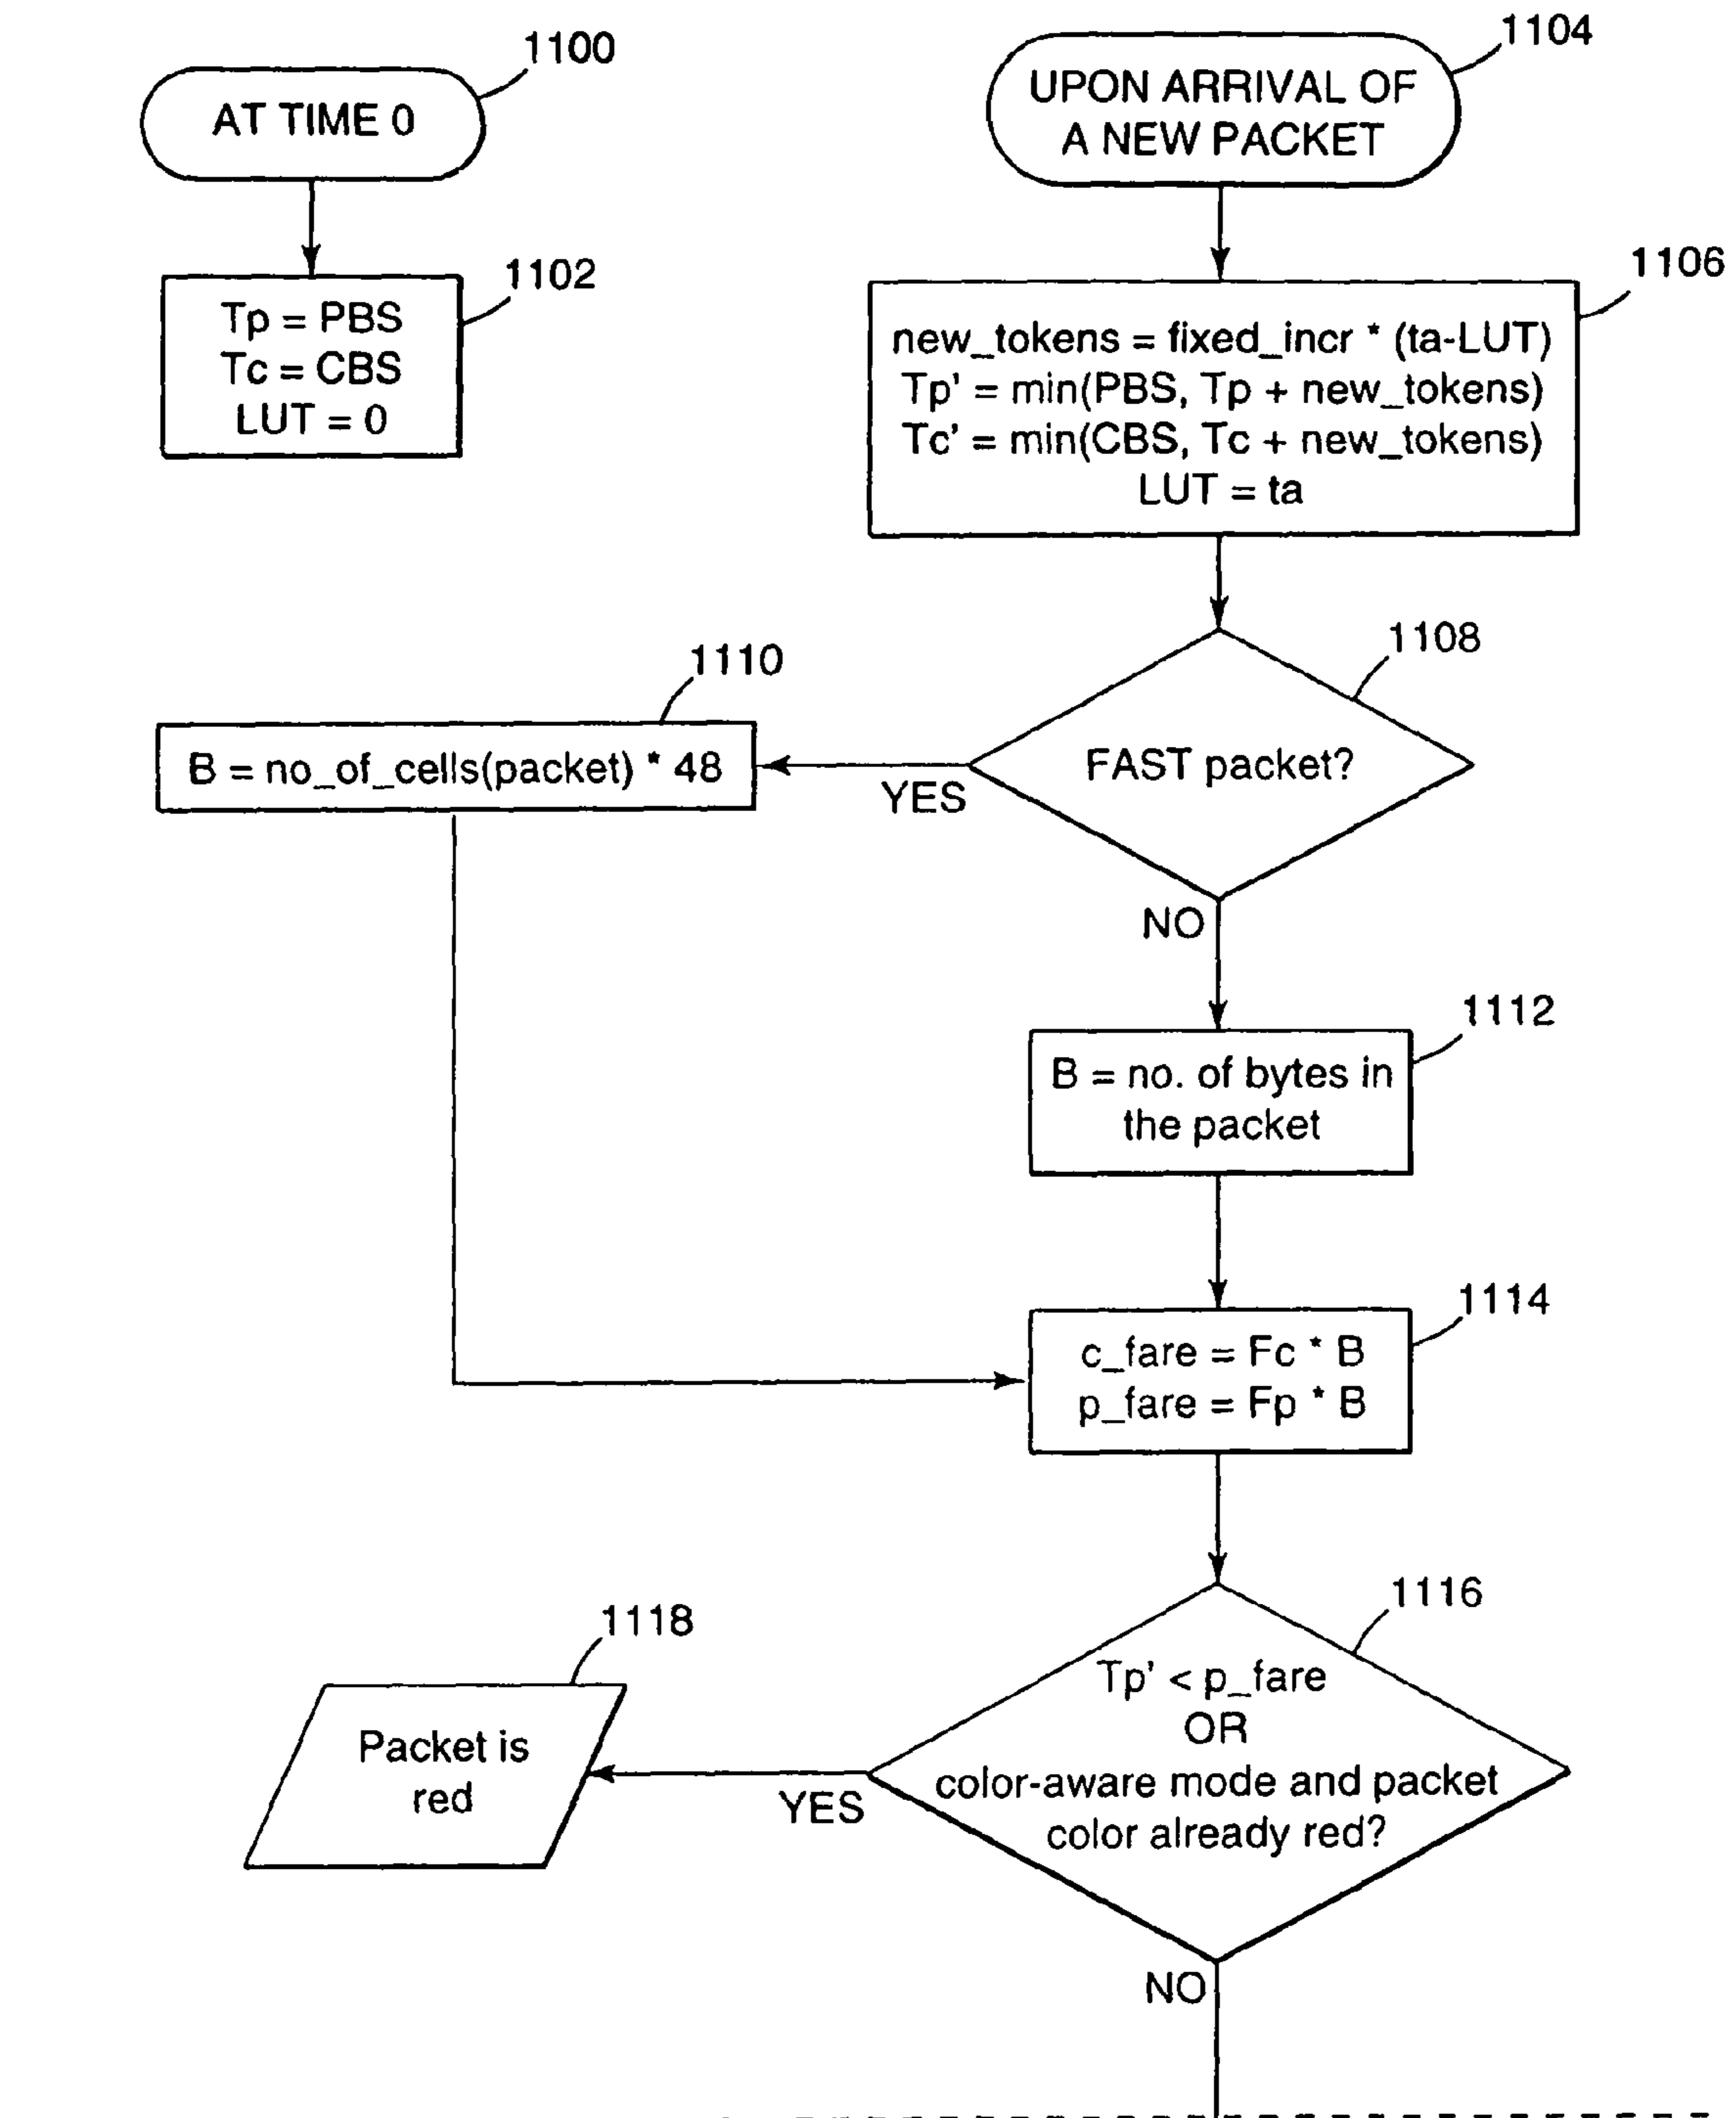 1100
AT TIME 0
1102
Tp = PBS
Tc = CBS
LUT = 0
1104
UPON ARRIVAL OF
A NEW PACKET
1106
new_tokens = fixed_incr * (ta-LUT)
Tp' = min(PBS, Tp + new_tokens)
Tc' = min(CBS, Tc + new_tokens)
LUT = ta
1108
FAST packet?
YES
1110
B = no_of_cells(packet) * 48
NO
1112
B = no. of bytes in
the packet
1114
c_fare = Fc * B
p_fare = Fp * B
1116
Tp' < p_fare
OR
color-aware mode and packet
color already red?
YES
1118
Packet is
red
NO